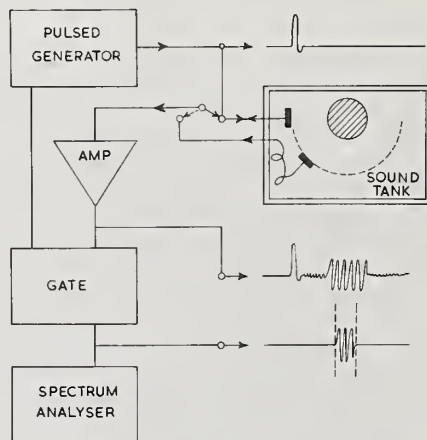 PULSED
GENERATOR
AMP
SOUND
TANK
GATE
SPECTRUM
ANALYSER